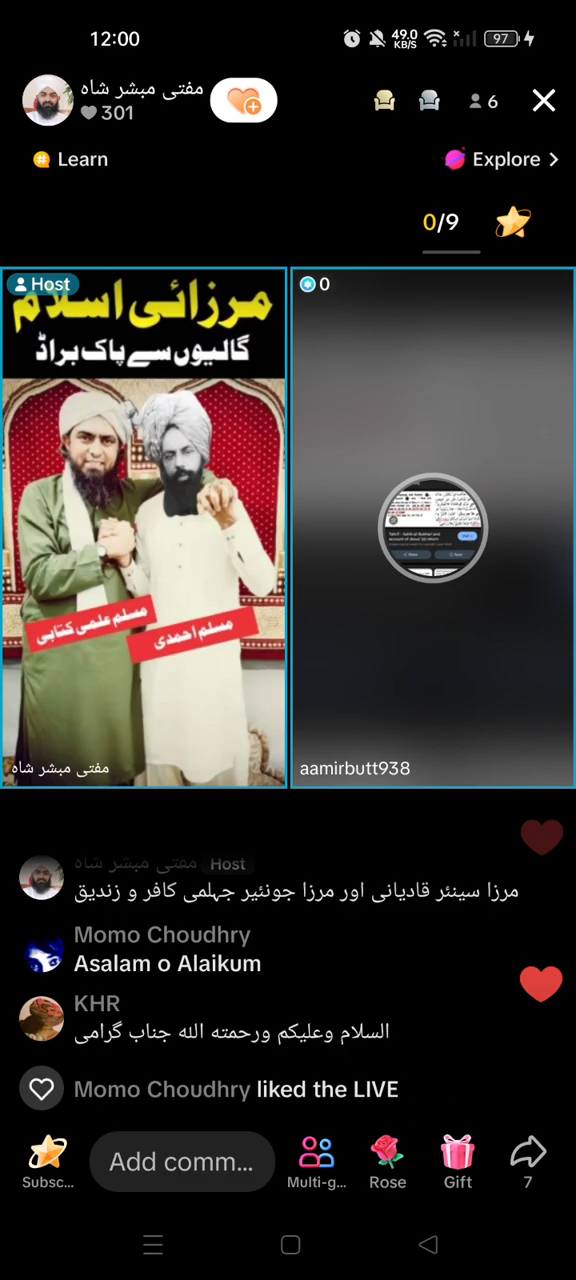 12:00
49.0
KB/S
97
مفتی مبشر شاہ
301
6
Learn
Explore
0/9
Host
مرزائی اسلام
گالیوں سے پاک براڈ
مسلم علمی کتابی
مسلم احمدی
مفتی مبشر شاہ
0
aamirbutt938
مفتی مبشر شاہ Host
مرزا سینئر قادیانی اور مرزا جونئیر جہلمی کافر و زندیق
Momo Choudhry
Asalam o Alaikum
KHR
السلام وعلیکم ورحمتہ اللہ جناب گرامی
Momo Choudhry liked the LIVE
Subsc...
Add comm...
Multi-g...
Rose
Gift
7